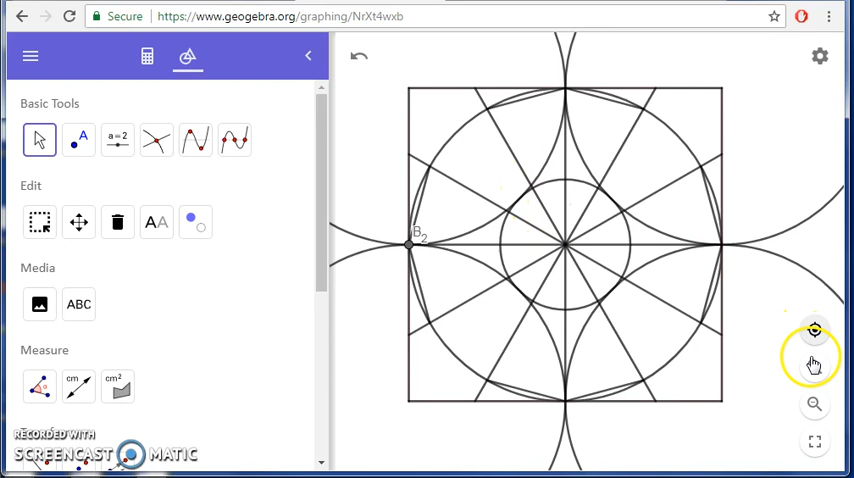 Secure https://www.geogebra.org/graphing/NrXt4wxb
Basic Tools
A
a=2
Edit
AA
Media
ABC
Measure
α
cm
cm2
B2
RECORDED WITH
SCREENCAST MATIC